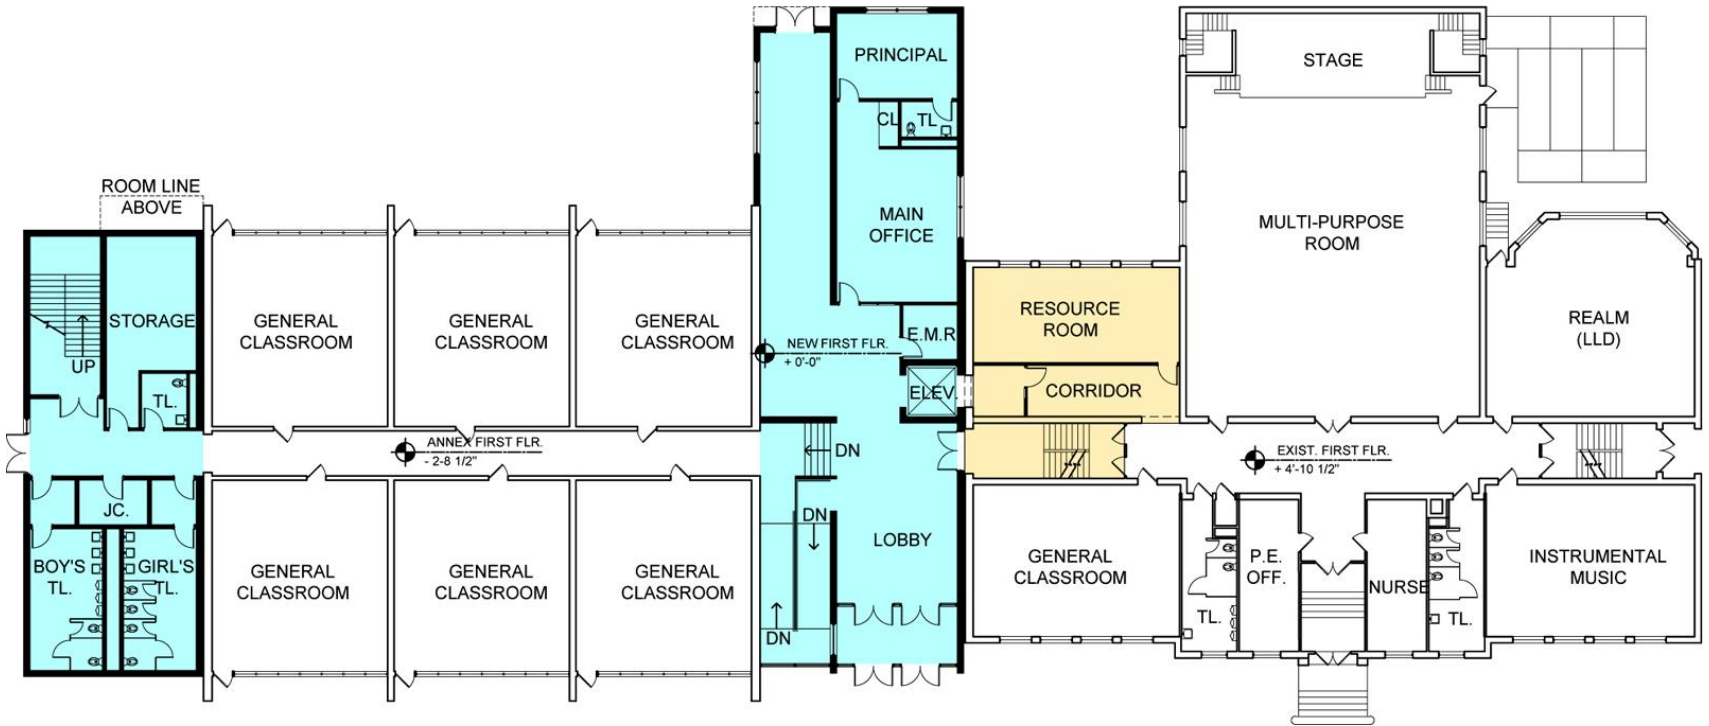 PRINCIPAL
STAGE
CL
TL
ROOM LINE
ABOVE
MAIN
OFFICE
MULTI-PURPOSE
ROOM
STORAGE
UP
TL.
GENERAL
CLASSROOM
GENERAL
CLASSROOM
GENERAL
CLASSROOM
NEW FIRST FLR.
+ 0'-0"
E.M.R
ELEV.
RESOURCE
ROOM
CORRIDOR
REALM
(LLD)
ANNEX FIRST FLR.
- 2-8 1/2"
DN
EXIST. FIRST FLR.
+ 4'-10 1/2"
JC.
BOY'S
TL.
GIRL'S
TL.
GENERAL
CLASSROOM
GENERAL
CLASSROOM
GENERAL
CLASSROOM
DN
DN
LOBBY
GENERAL
CLASSROOM
TL.
P.E.
OFF.
NURSE
TL.
INSTRUMENTAL
MUSIC